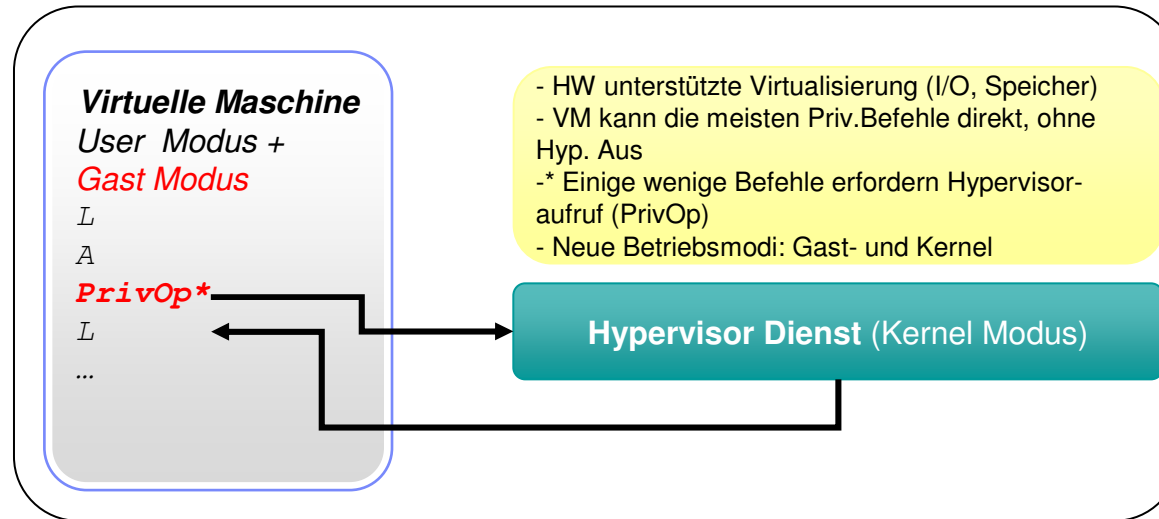 Virtuelle Maschine
User Modus +
Gast Modus
L
A
PrivOp*
L
…
- HW unterstützte Virtualisierung (I/O, Speicher)
- VM kann die meisten Priv.Befehle direkt, ohne
Hyp. Aus
-* Einige wenige Befehle erfordern Hypervisor-
aufruf (PrivOp)
- Neue Betriebsmodi: Gast- und Kernel
Hypervisor Dienst (Kernel Modus)